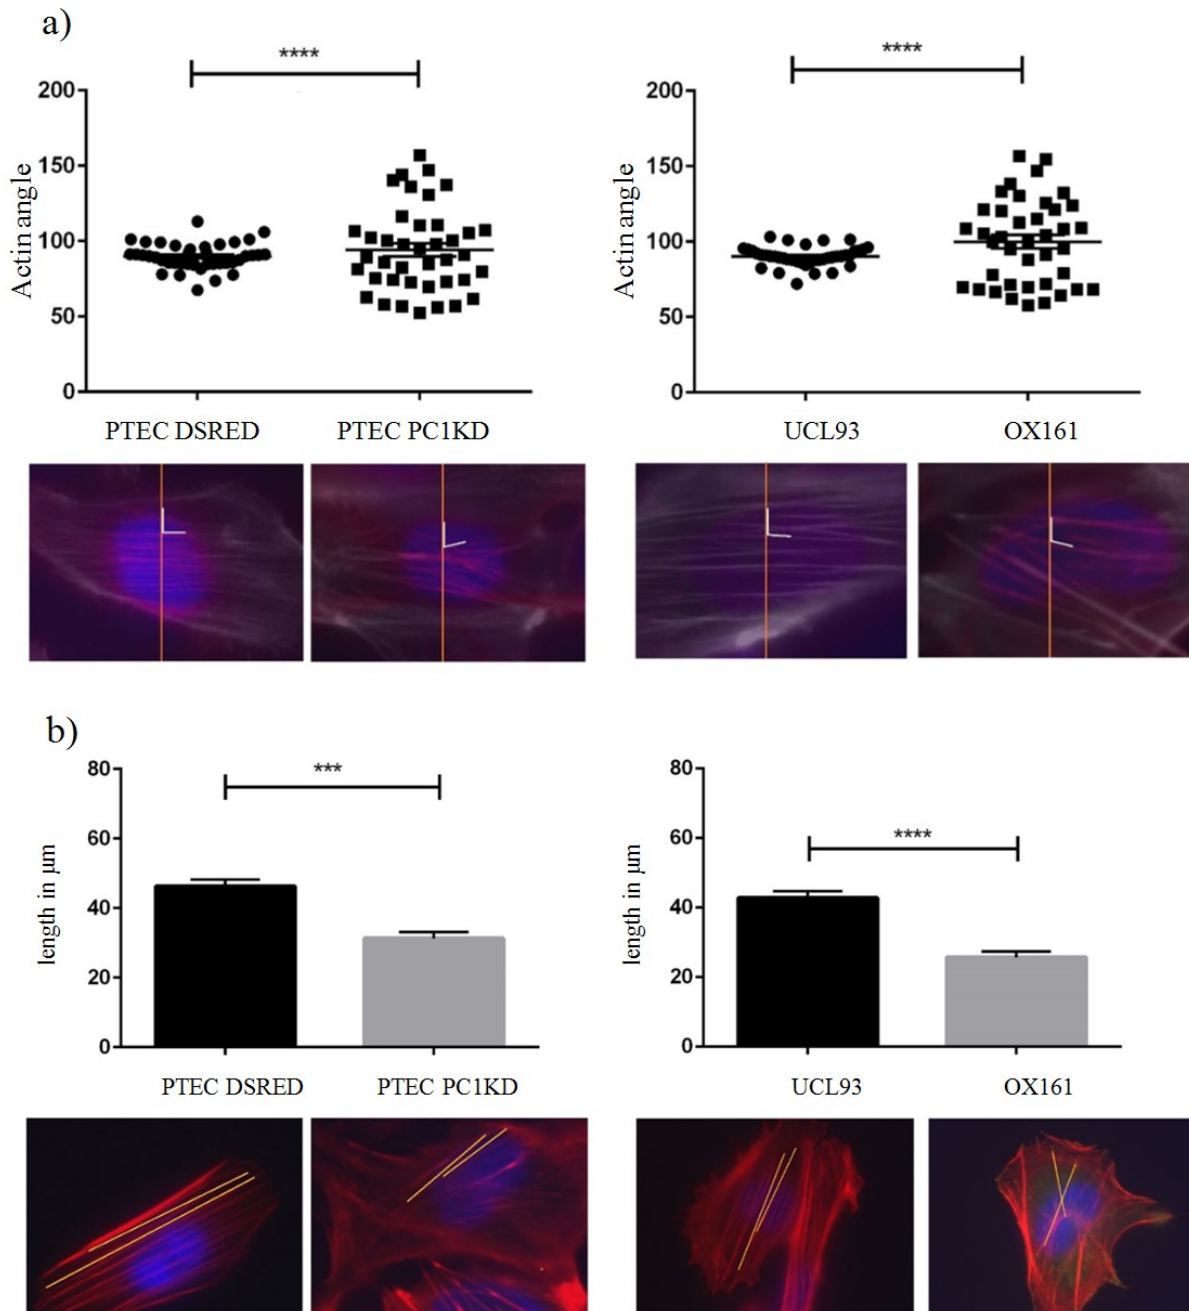 a)
****
200
150
100
50
0
Actin angle
PTEC DSRED
PTEC PC1KD
****
200
150
100
50
0
Actin angle
UCL93
OX161
b)
***
80
60
40
20
0
length in µm
PTEC DSRED
PTEC PC1KD
****
80
60
40
20
0
length in µm
UCL93
OX161